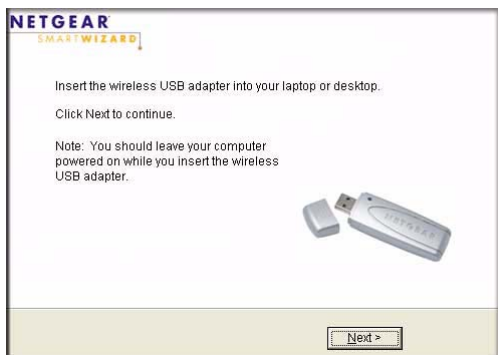 NETGEAR
SMARTWIZARD
Insert the wireless USB adapter into your laptop or desktop.
Click Next to continue.
Note: You should leave your computer
powered on while you insert the wireless
USB adapter.
NETGEAR
Next >